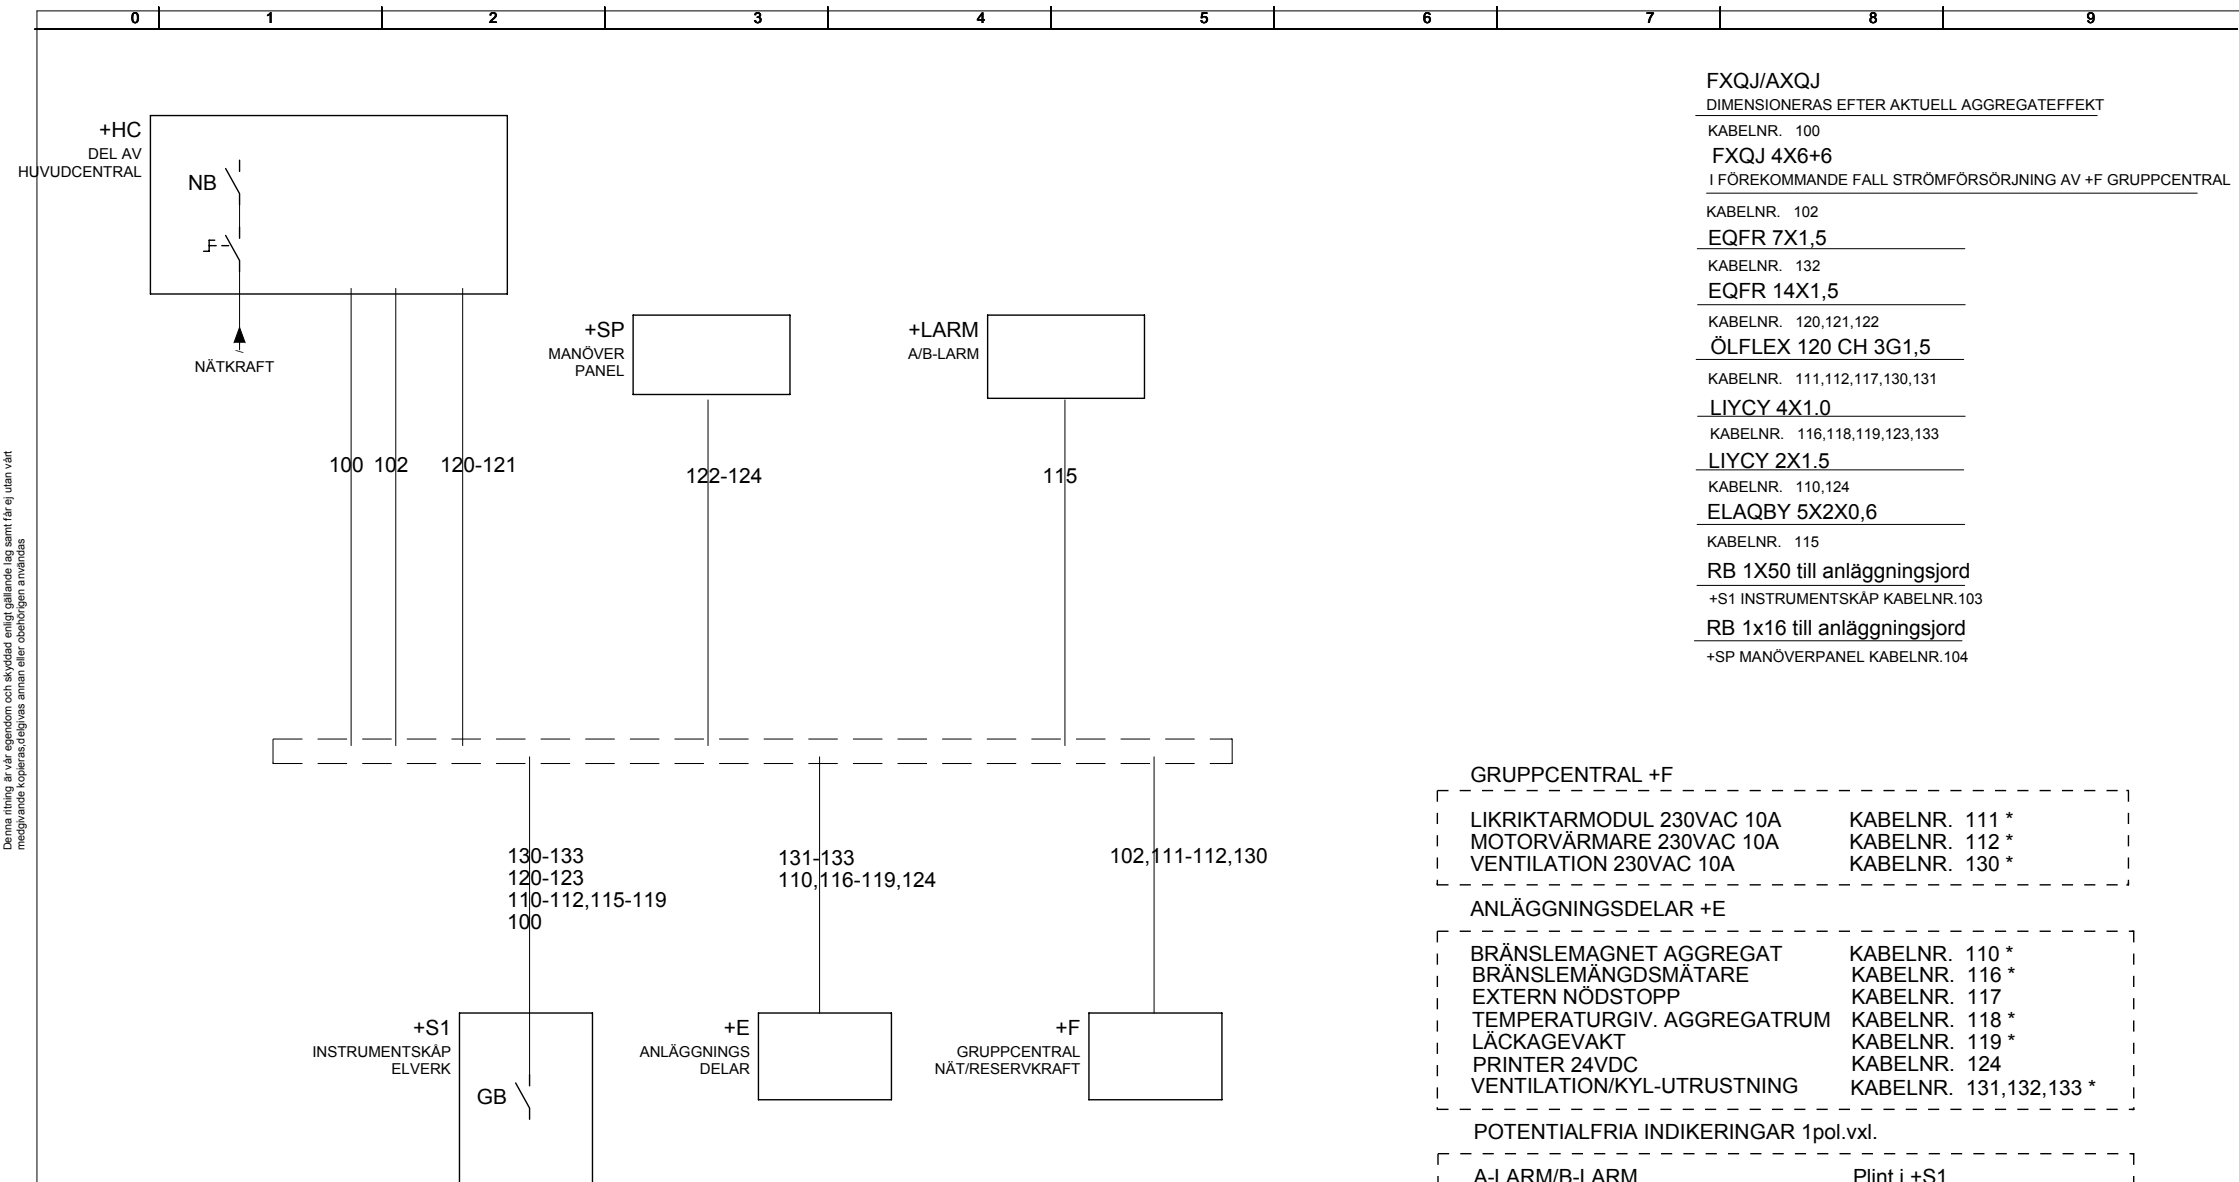 0 1 2 3 4 5 6 7 8 9
+HC
DEL AV
HUVUDCENTRAL
NB
NÄTKRAFT
+SP
MANÖVER
PANEL
+LARM
A/B-LARM
100 102 120-121
122-124
115
130-133
120-123
110-112,115-119
100
131-133
110,116-119,124
102,111-112,130
+S1
INSTRUMENTSKÅP
ELVERK
GB
+E
ANLÄGGNINGS
DELAR
+F
GRUPPCENTRAL
NÄT/RESERVKRAFT
FXQJ/AXQJ
DIMENSIONERAS EFTER AKTUELL AGGREGATEFFEKT
KABELNR. 100
FXQJ 4X6+6
I FÖREKOMMANDE FALL STRÖMFÖRSÖRJNING AV +F GRUPPCENTRAL
KABELNR. 102
EQFR 7X1,5
KABELNR. 132
EQFR 14X1,5
KABELNR. 120,121,122
ÖLFLEX 120 CH 3G1,5
KABELNR. 111,112,117,130,131
LIYCY 4X1.0
KABELNR. 116,118,119,123,133
LIYCY 2X1.5
KABELNR. 110,124
ELAQBY 5X2X0,6
KABELNR. 115
RB 1X50 till anläggningsjord
+S1 INSTRUMENTSKÅP KABELNR.103
RB 1x16 till anläggningsjord
+SP MANÖVERPANEL KABELNR.104
GRUPPCENTRAL +F
LIKRIKTARMODUL 230VAC 10A KABELNR. 111 *
MOTORVÄRMARE 230VAC 10A KABELNR. 112 *
VENTILATION 230VAC 10A KABELNR. 130 *
ANLÄGGNINGSDELAR +E
BRÄNSLEMAGNET AGGREGAT KABELNR. 110 *
BRÄNSLEMÄNGDSMÄTARE KABELNR. 116 *
EXTERN NÖDSTOPP KABELNR. 117
TEMPERATURGIV. AGGREGATRUM KABELNR. 118 *
LÄCKAGEVAKT KABELNR. 119 *
PRINTER 24VDC KABELNR. 124
VENTILATION/KYL-UTRUSTNING KABELNR. 131,132,133 *
POTENTIALFRIA INDIKERINGAR 1pol.vxl.
A-LARM/B-LARM Plint i +S1
Denna ritning är vår egendom och skyddad enligt gällande lag samt får ej utan vårt
medgivande kopieras,delgivas annan eller obehörigen användas